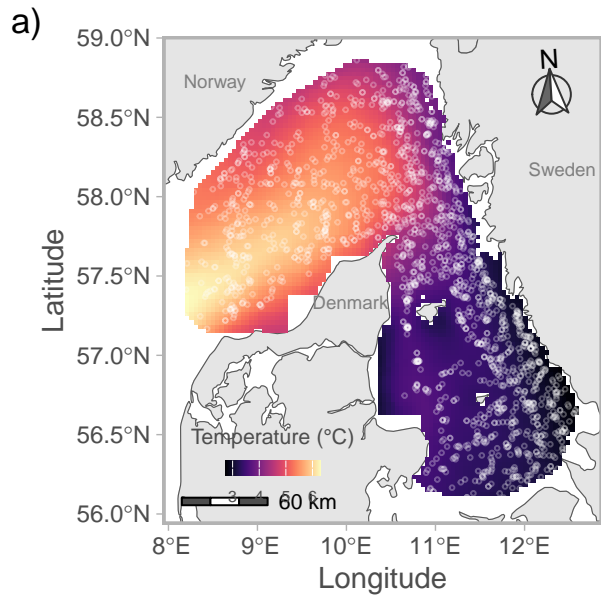 a)
59.0°N
58.5°N
58.0°N
57.5°N
57.0°N
56.5°N
56.0°N
Latitude
Norway
N
Sweden
Denmark
Temperature (°C)
3 4 5 6
60 km
8°E 9°E 10°E 11°E 12°E
Longitude